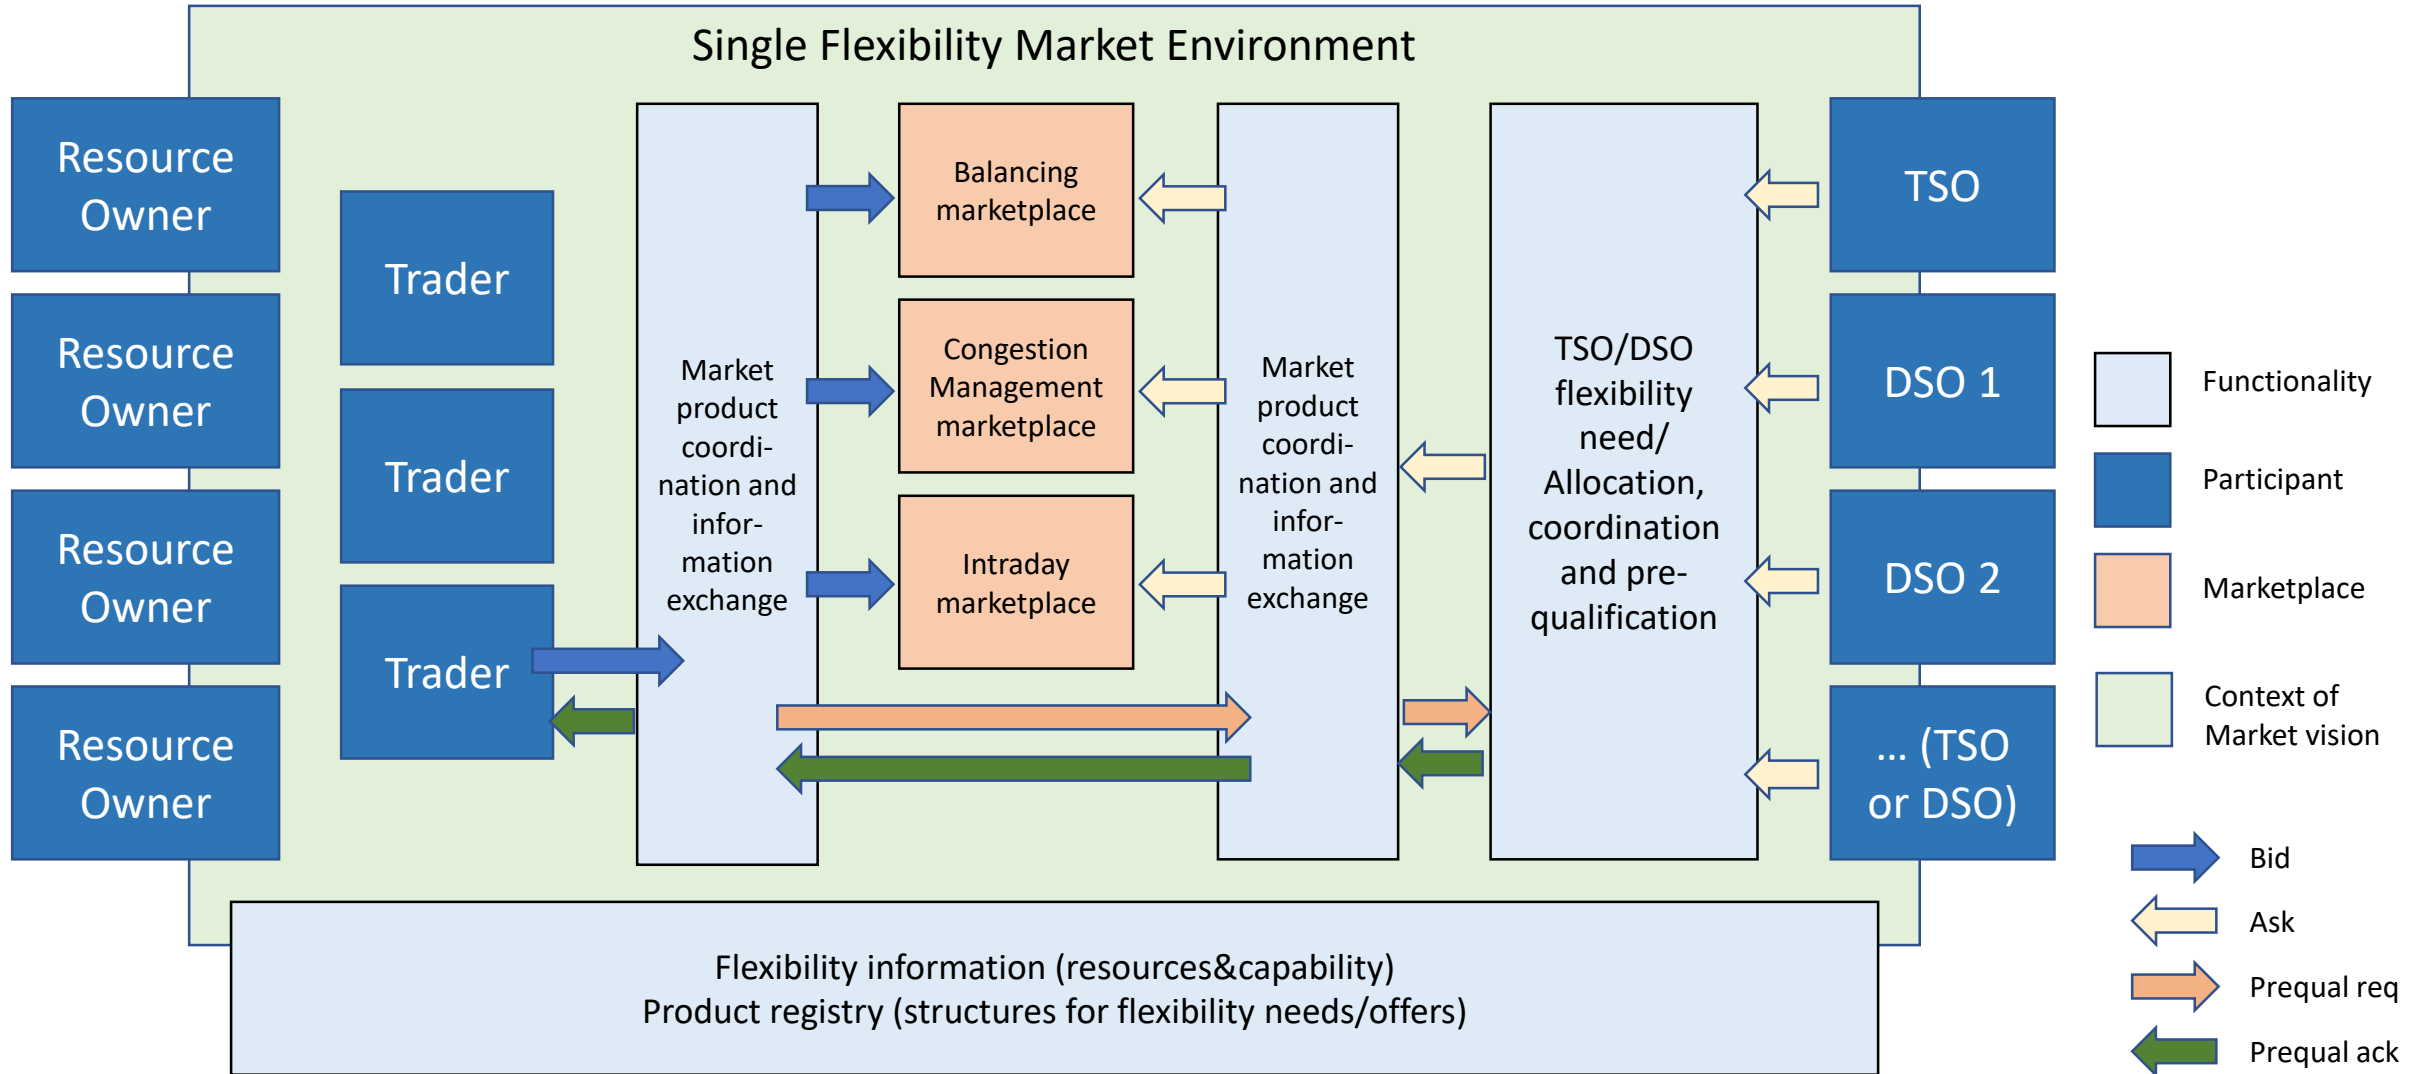 Single Flexibility Market Environment
Resource
Owner
Resource
Owner
Resource
Owner
Resource
Owner
Trader
Trader
Trader
Market
product
coordi-
nation and
infor-
mation
exchange
Balancing
marketplace
Congestion
Management
marketplace
Intraday
marketplace
Market
product
coordi-
nation and
infor-
mation
exchange
TSO/DSO
flexibility
need/
Allocation,
coordination
and pre-
qualification
TSO
DSO 1
DSO 2
... (TSO
or DSO)
Flexibility information (resources&capability)
Product registry (structures for flexibility needs/offers)
Functionality
Participant
Marketplace
Context of
Market vision
Bid
Ask
Prequal req
Prequal ack